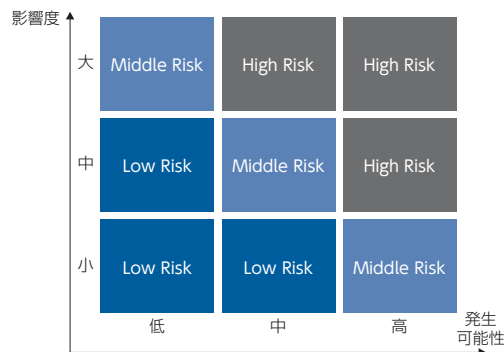 影響度
大
Middle Risk
High Risk
High Risk
中
Low Risk
Middle Risk
High Risk
小
Low Risk
Low Risk
Middle Risk
低
中
高
発生
可能性